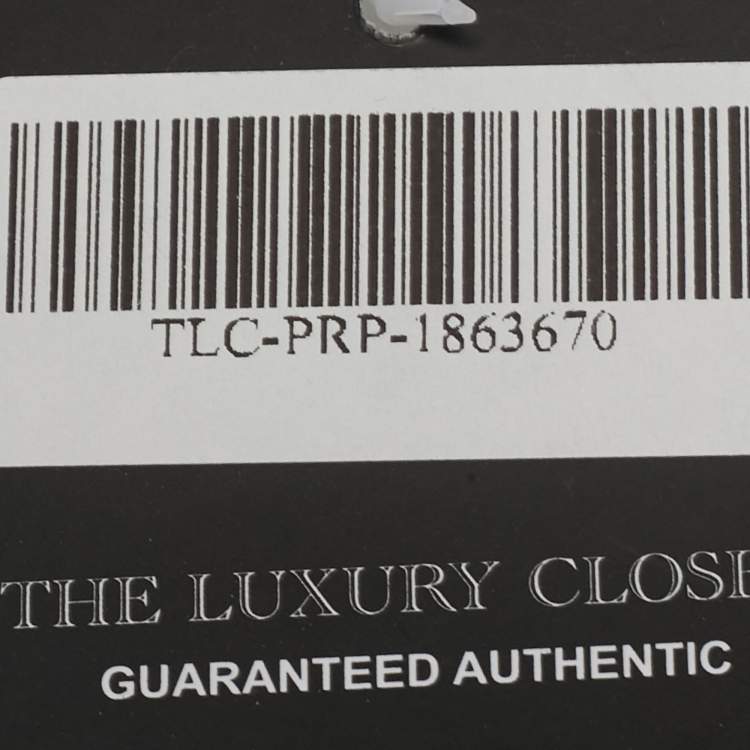 TLC-PRP-1863670
THE LUXURY CLOSE
GUARANTEED AUTHENTIC